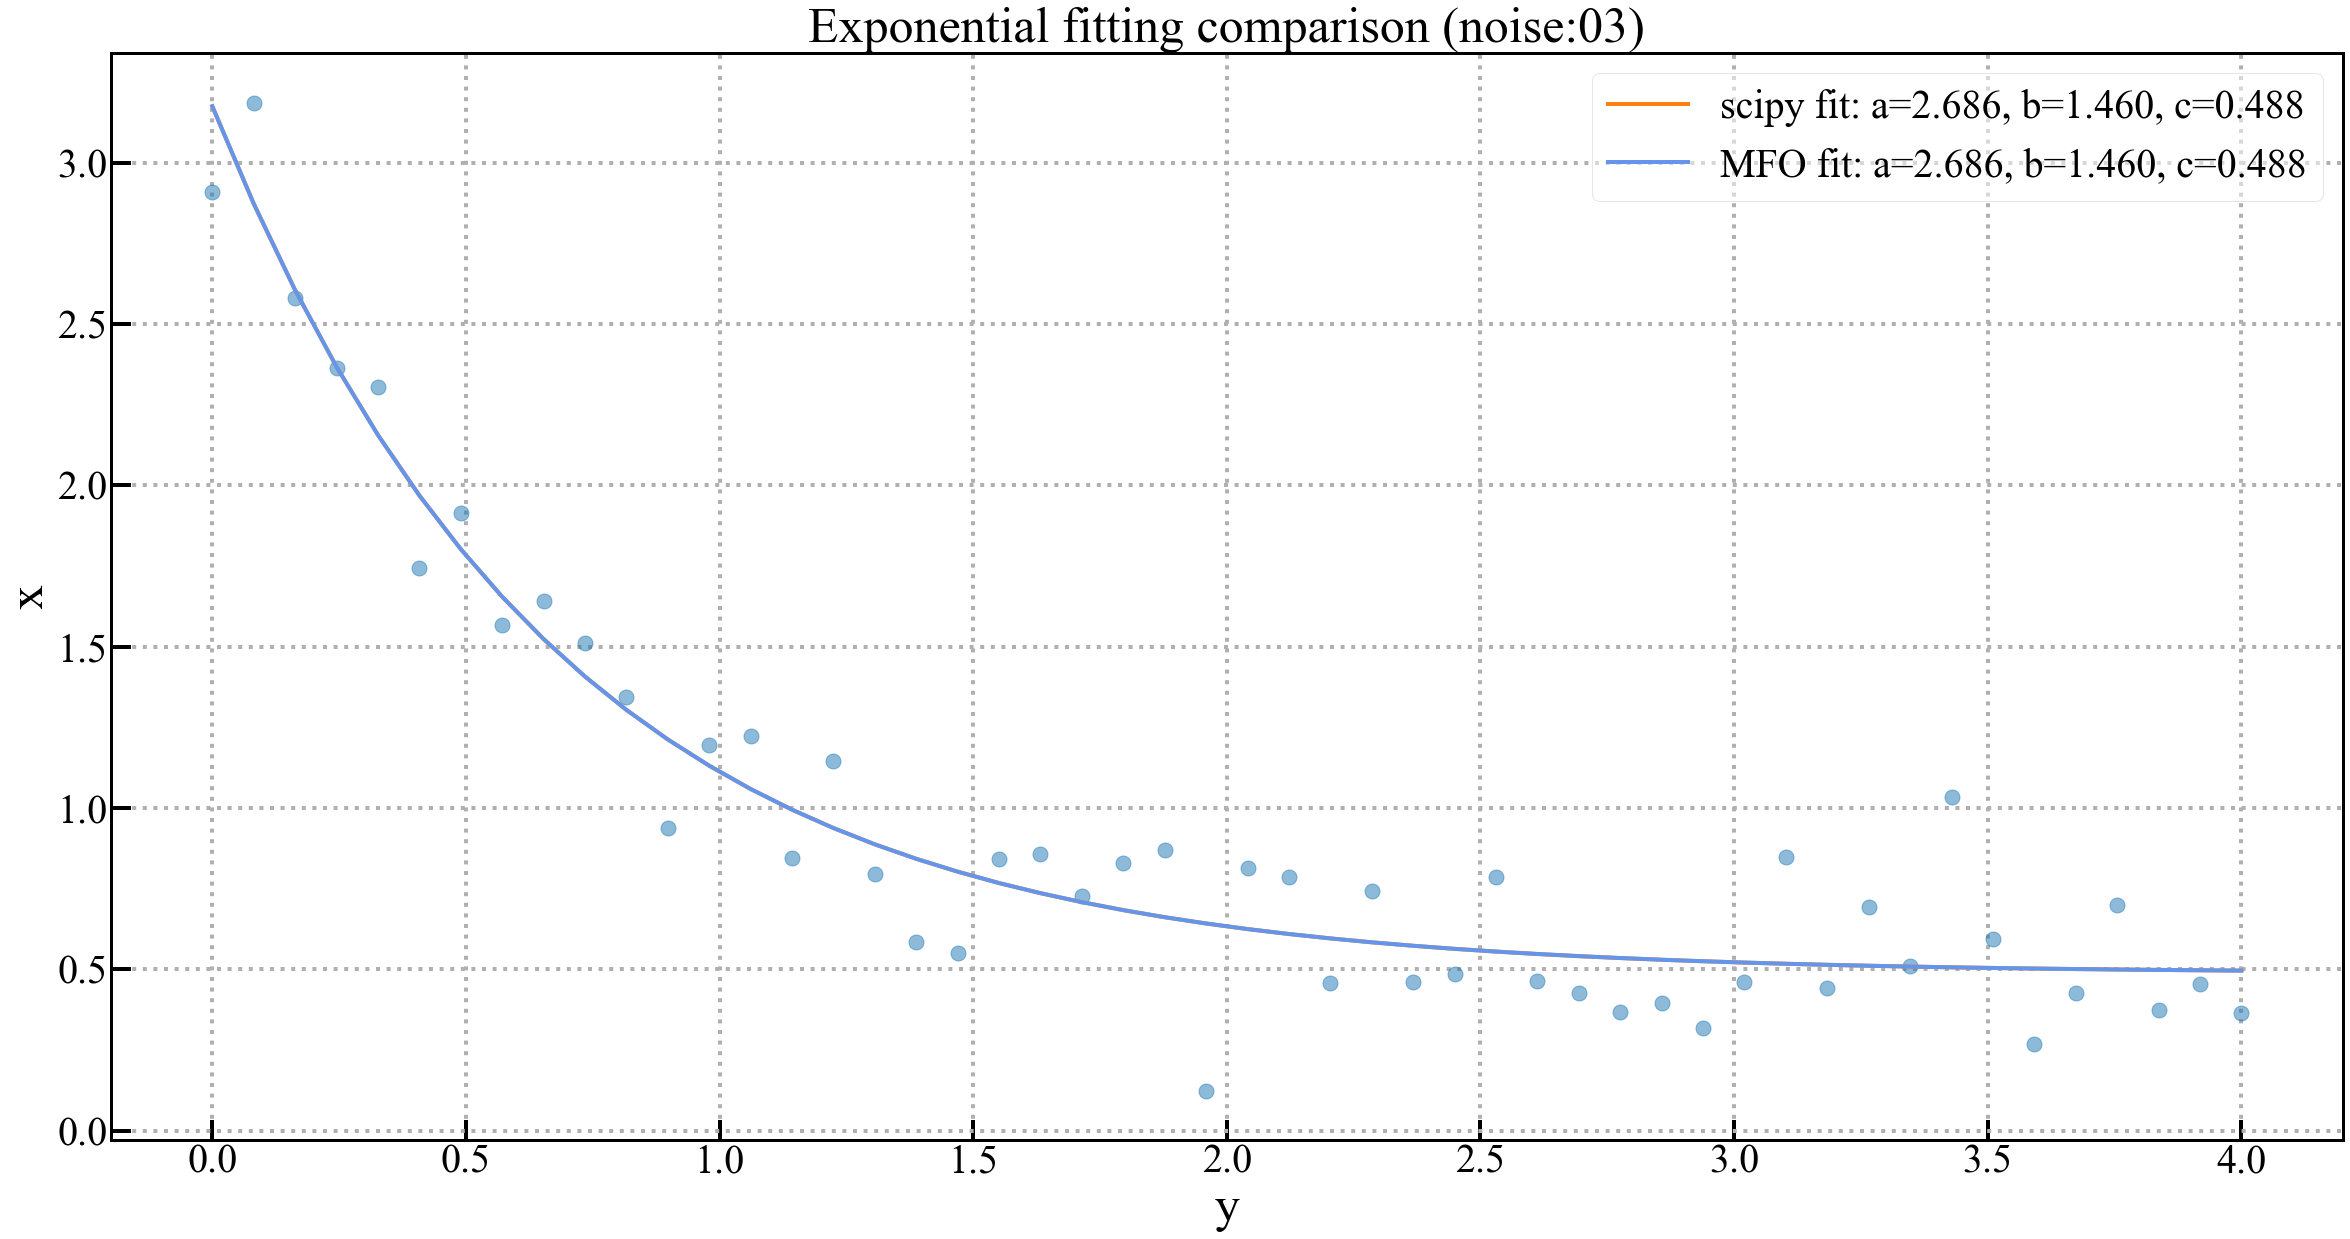 Exponential fitting comparison (noise:03)
scipy fit: a=2.686, b=1.460, c=0.488
MFO fit: a=2.686, b=1.460, c=0.488
3.0
2.5
2.0
1.5
1.0
0.5
0.0
x
0.0 0.5 1.0 1.5 2.0 2.5 3.0 3.5 4.0
y